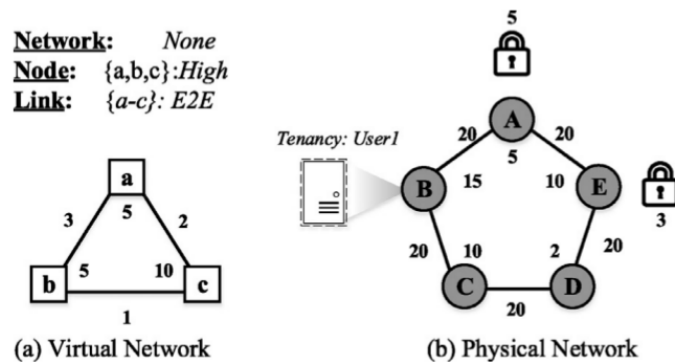 Network: None
Node: {a,b,c}:High
Link: {a-c}: E2E
a
5
3
2
5
10
b
c
1
(a) Virtual Network
5
Tenancy: User1
A
20
20
5
B
15
10
E
3
20
10
2
20
C
D
20
(b) Physical Network